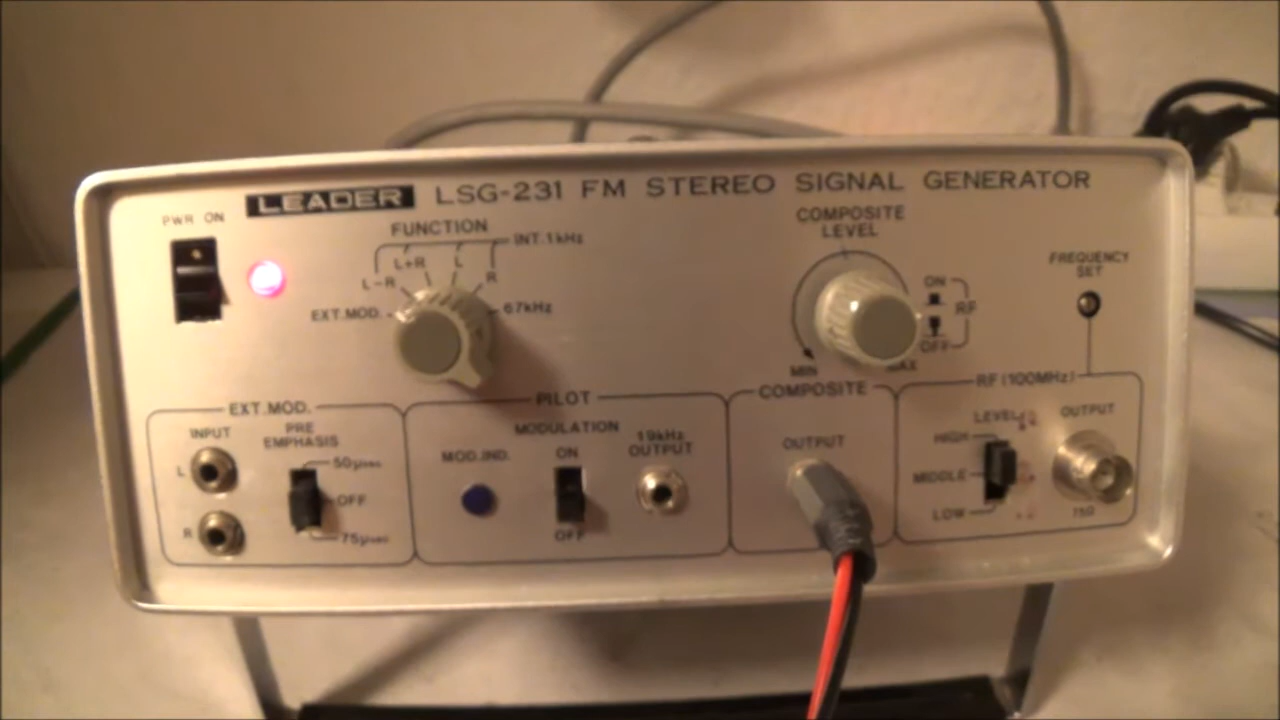 LEADER LSG-231 FM STEREO SIGNAL GENERATOR
PWR ON
FUNCTION
INT. 1kHz
L+R
L
L-R
R
EXT. MOD.
67kHz
COMPOSITE
LEVEL
MIN
MAX
ON
RF
OFF
FREQUENCY
SET
EXT. MOD.
INPUT
L
R
PRE
EMPHASIS
50µsec
OFF
75µsec
PILOT
MODULATION
MOD. IND.
ON
OFF
19kHz
OUTPUT
COMPOSITE
OUTPUT
RF (100MHz)
LEVEL
HIGH
MIDDLE
LOW
OUTPUT
75Ω